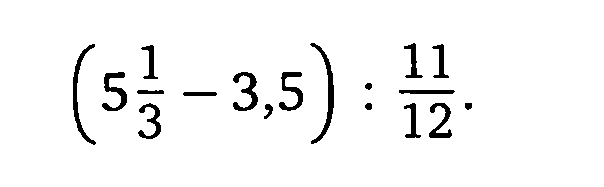 (5 1/3 − 3,5) : 11/12.